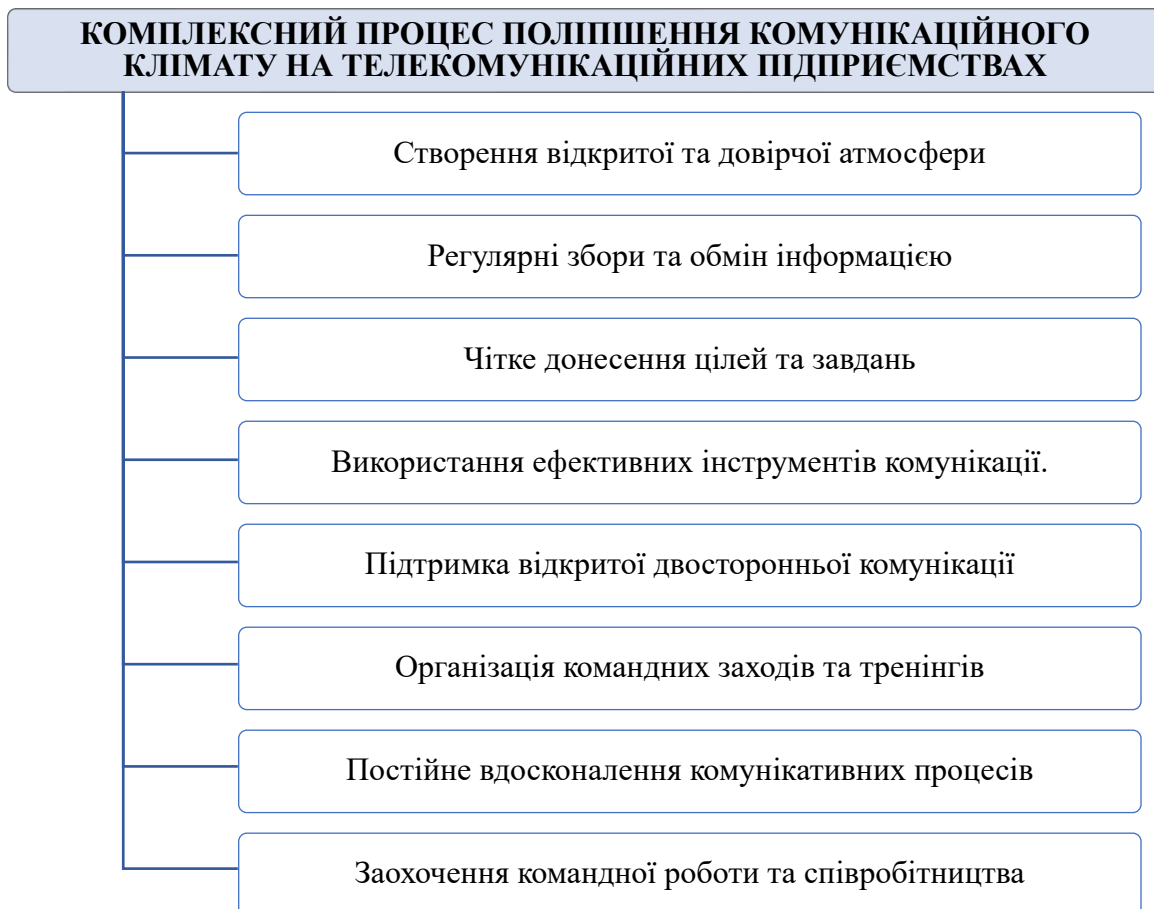 КОМПЛЕКСНИЙ ПРОЦЕС ПОЛІПШЕННЯ КОМУНІКАЦІЙНОГО
КЛІМАТУ НА ТЕЛЕКОМУНІКАЦІЙНИХ ПІДПРИЄМСТВАХ
Створення відкритої та довірчої атмосфери
Регулярні збори та обмін інформацією
Чітке донесення цілей та завдань
Використання ефективних інструментів комунікації.
Підтримка відкритої двосторонньої комунікації
Організація командних заходів та тренінгів
Постійне вдосконалення комунікативних процесів
Заохочення командної роботи та співробітництва